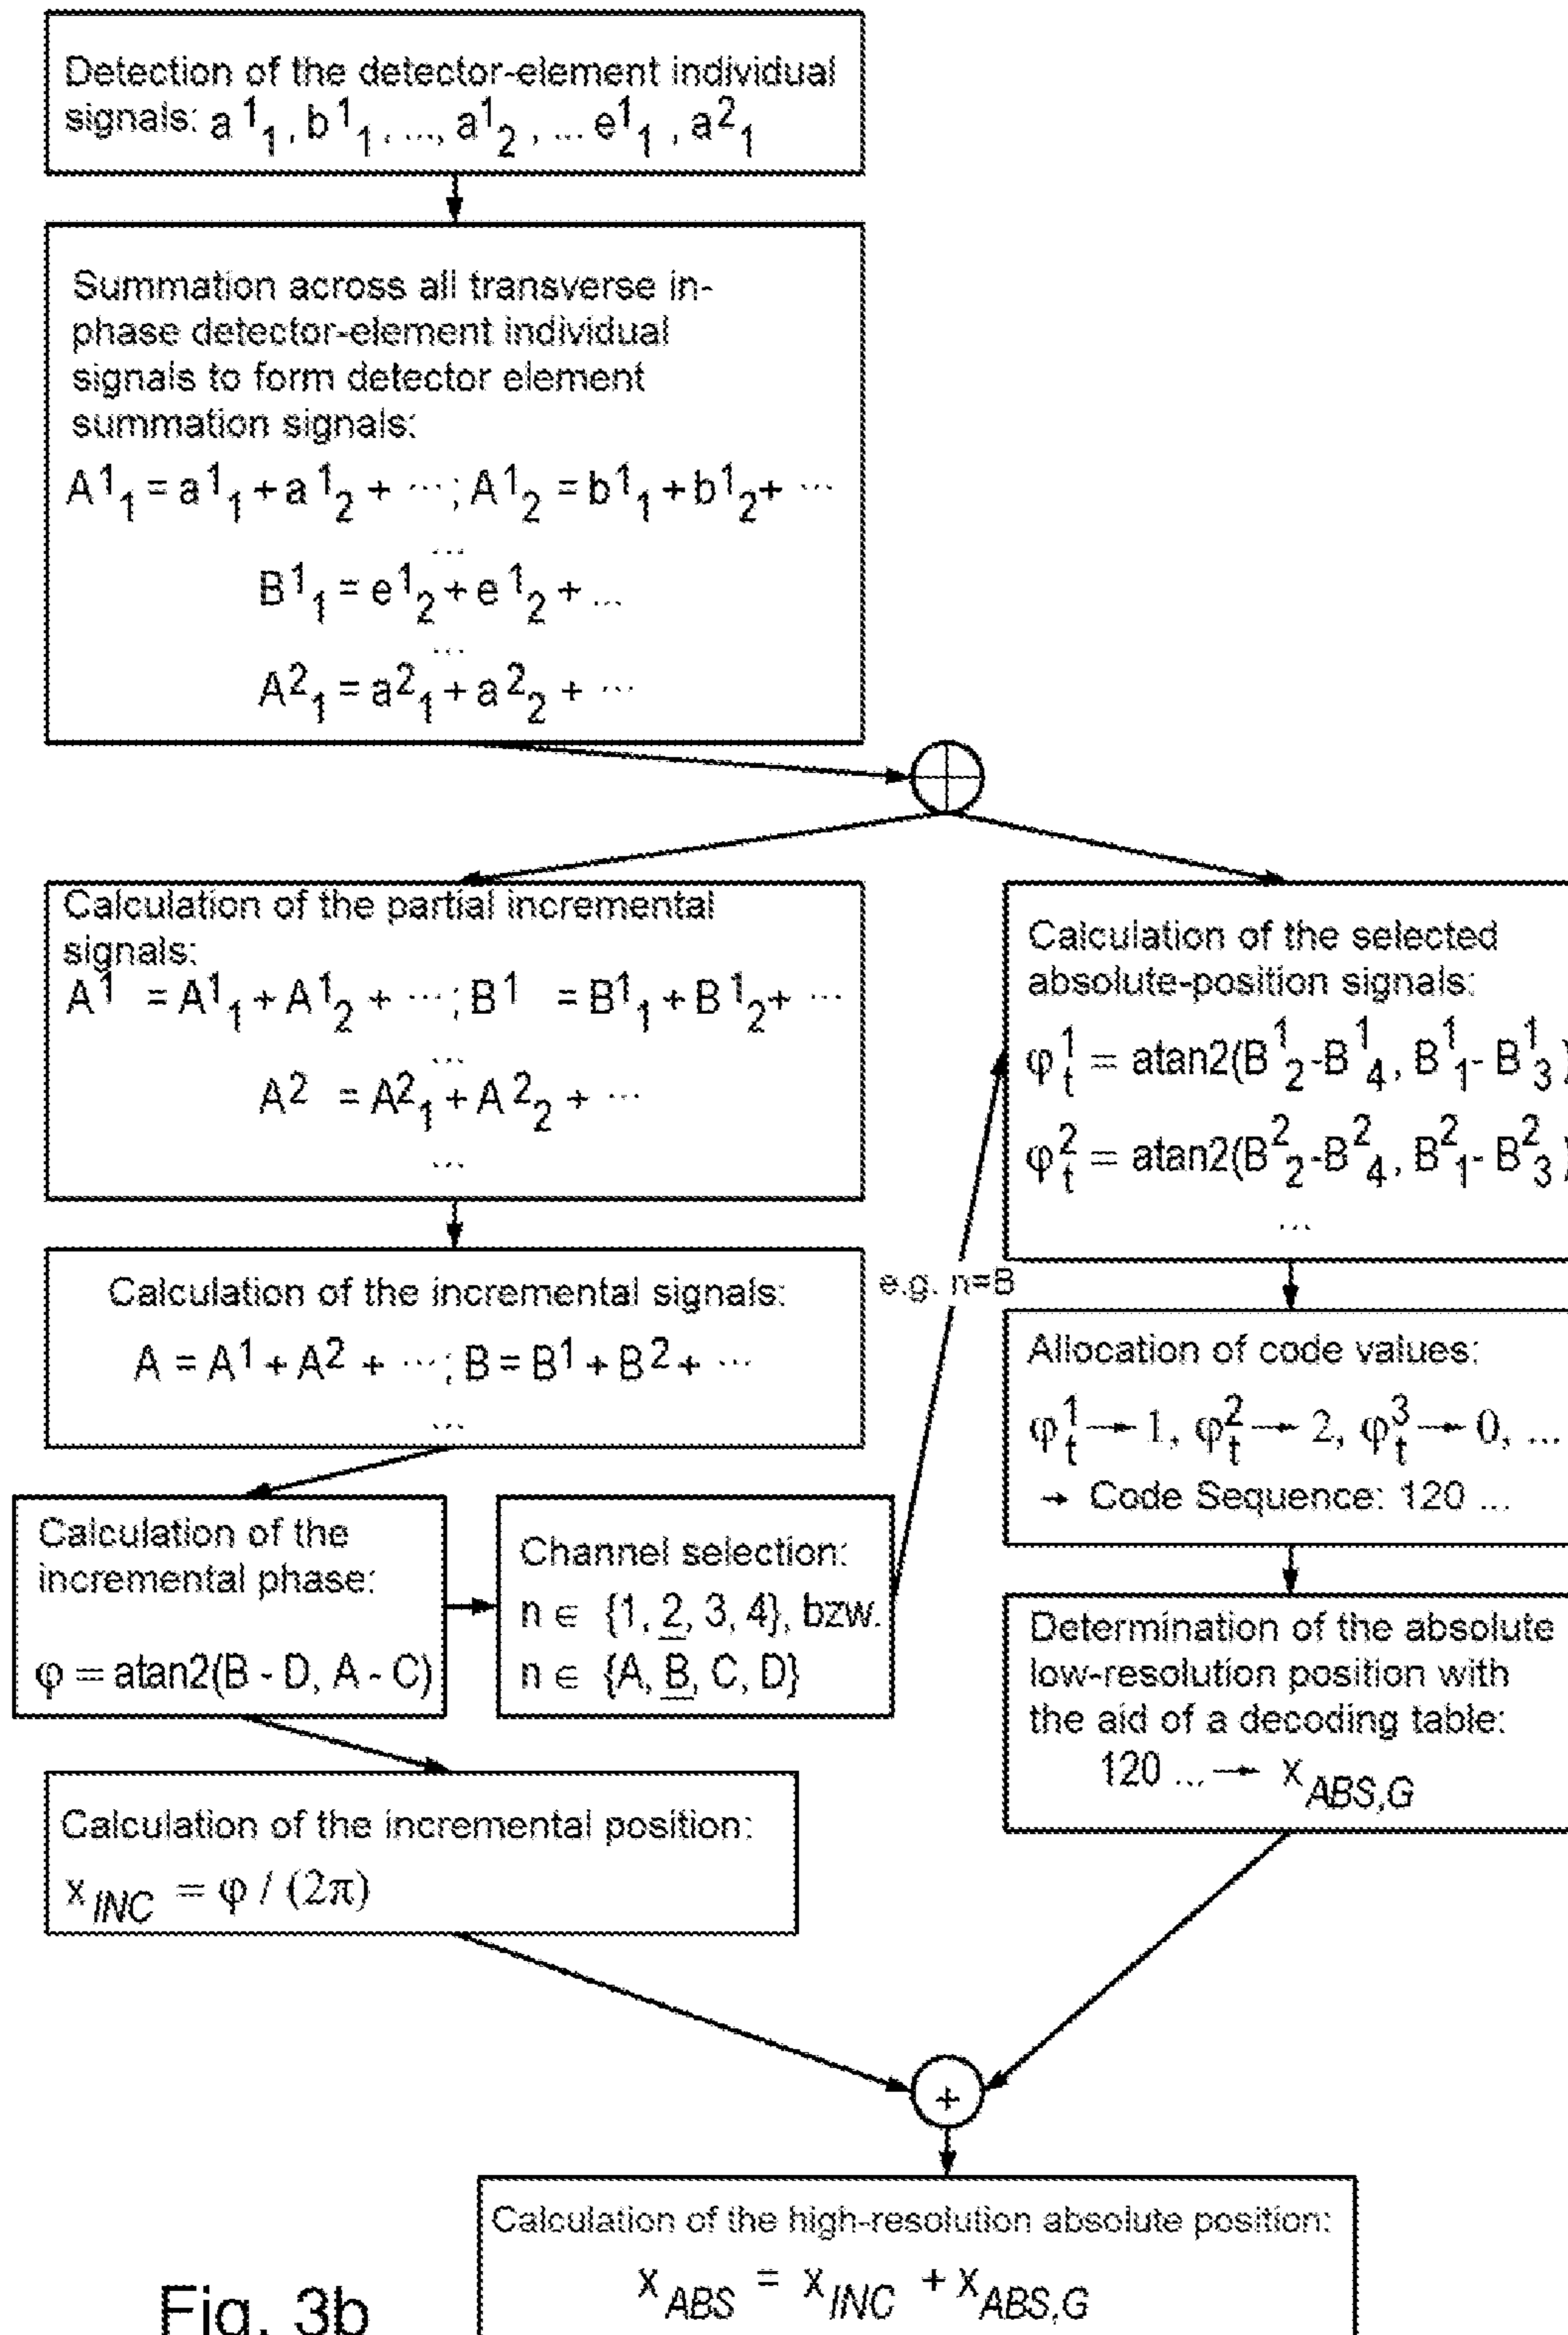 Detection of the detector-element individual
signals: a¹₁, b¹₁, ..., a¹₂, ... e¹₁, a²₁
Summation across all transverse in-
phase detector-element individual
signals to form detector element
summation signals:
A¹₁ = a¹₁ + a¹₂ + ...; A¹₂ = b¹₁ + b¹₂ + ...
...
B¹₁ = e¹₂ + e¹₂ + ...
...
A²₁ = a²₁ + a²₂ + ...
Calculation of the partial incremental
signals:
A¹ = A¹₁ + A¹₂ + ...; B¹ = B¹₁ + B¹₂ + ...
...
A² = A²₁ + A²₂ + ...
...
Calculation of the incremental signals:
A = A¹ + A² + ...; B = B¹ + B² + ...
...
Calculation of the
incremental phase:
φ = atan2(B - D, A - C)
Channel selection:
n ∈ {1, 2, 3, 4}, bzw.
n ∈ {A, B, C, D}
e.g. n=B
Calculation of the selected
absolute-position signals:
φ¹ₜ = atan2(B¹₂-B¹₄, B¹₁- B¹₃)
φ²ₜ = atan2(B²₂-B²₄, B²₁- B²₃)
...
Allocation of code values:
φ¹ₜ → 1, φ²ₜ → 2, φ³ₜ → 0, ...
→ Code Sequence: 120 ...
Determination of the absolute
low-resolution position with
the aid of a decoding table:
120 ... → x_ABS,G
Calculation of the incremental position:
x_INC = φ / (2π)
+
Calculation of the high-resolution absolute position:
x_ABS = x_INC + x_ABS,G
Fig. 3b